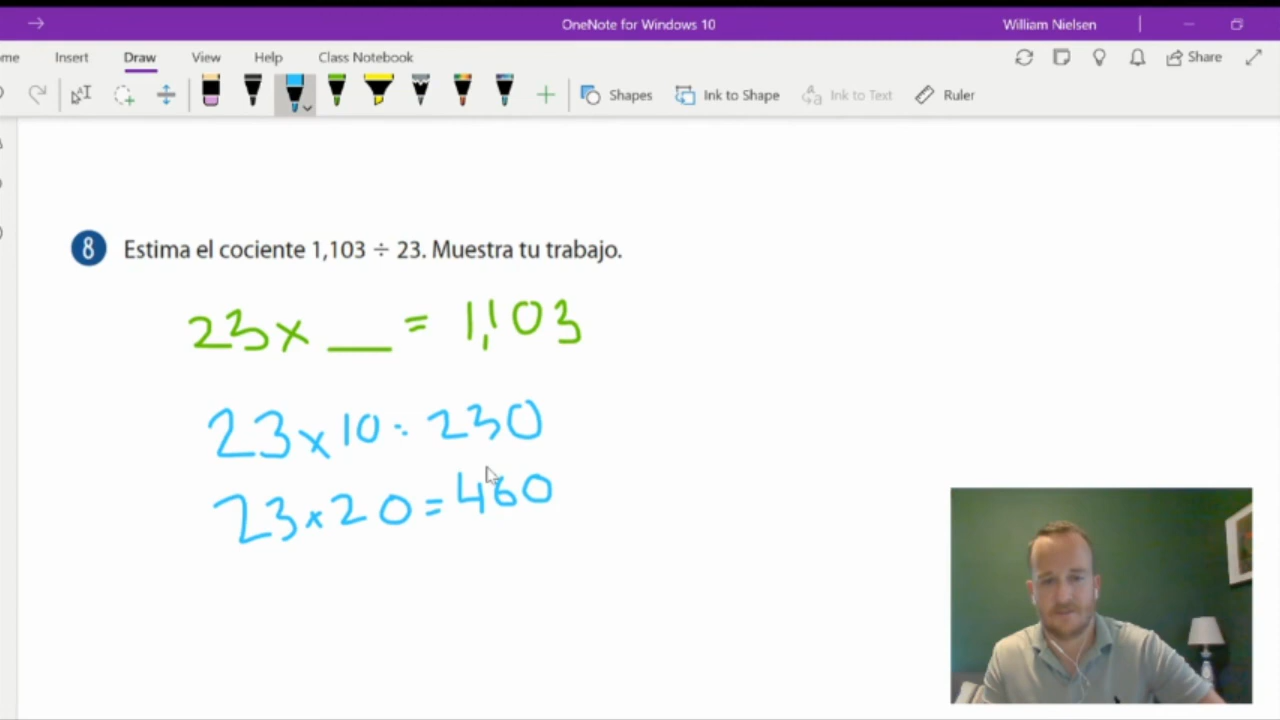 OneNote for Windows 10
William Nielsen
Insert Draw View Help Class Notebook
Share
Shapes Ink to Shape Ink to Text Ruler
8 Estima el cociente 1,103 ÷ 23. Muestra tu trabajo.
23 x __ = 1,103
23 x 10 = 230
23 x 20 = 460